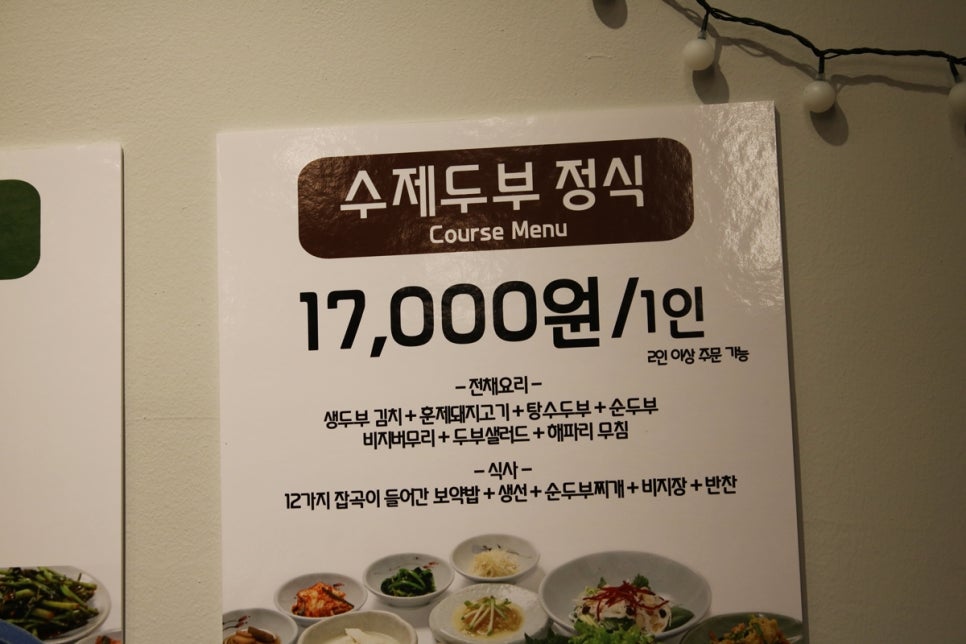 수제두부 정식
Course Menu
17,000원/1인
2인 이상 주문 가능
- 전채요리 -
생두부 김치 + 훈제돼지고기 + 탕수두부 + 순두부
비지버무리 + 두부샐러드 + 해파리 무침
- 식사 -
12가지 잡곡이 들어간 보약밥 + 생선 + 순두부찌개 + 비지장 + 반찬